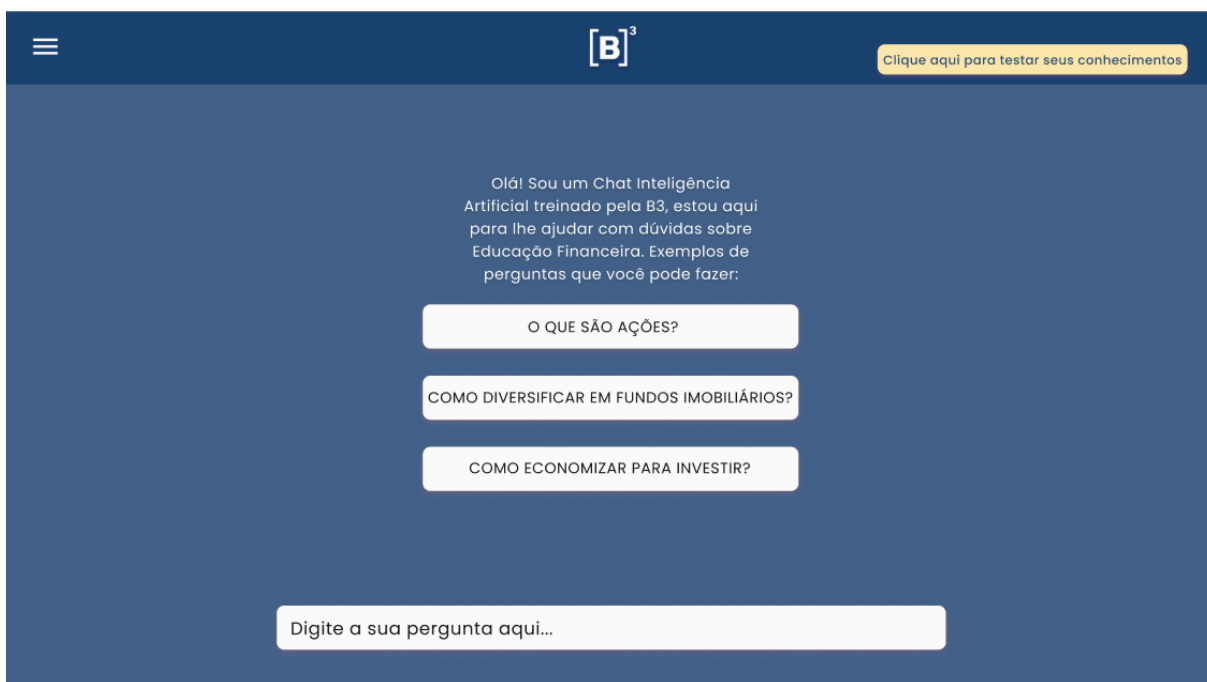 [B]³
Clique aqui para testar seus conhecimentos
Olá! Sou um Chat Inteligência
Artificial treinado pela B3, estou aqui
para lhe ajudar com dúvidas sobre
Educação Financeira. Exemplos de
perguntas que você pode fazer:
O QUE SÃO AÇÕES?
COMO DIVERSIFICAR EM FUNDOS IMOBILIÁRIOS?
COMO ECONOMIZAR PARA INVESTIR?
Digite a sua pergunta aqui...